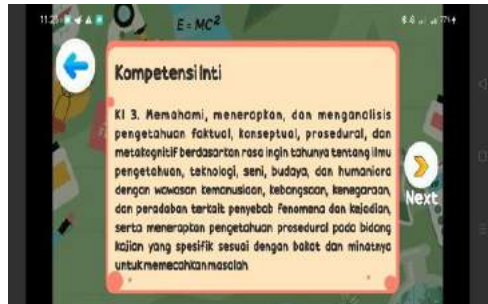 11.23
E = MC²
77%
Kompetensi Inti
KI 3. Memahami, menerapkan, dan menganalisis
pengetahuan faktual, konseptual, prosedural, dan
metakognitif berdasarkan rasa ingin tahunya tentang ilmu
pengetahuan, teknologi, seni, budaya, dan humaniora
dengan wawasan kemanusiaan, kebangsaan, kenegaraan,
dan peradaban terkait penyebab fenomena dan kejadian,
serta menerapkan pengetahuan prosedural pada bidang
kajian yang spesifik sesuai dengan bakat dan minatnya
untuk memecahkan masalah
Next